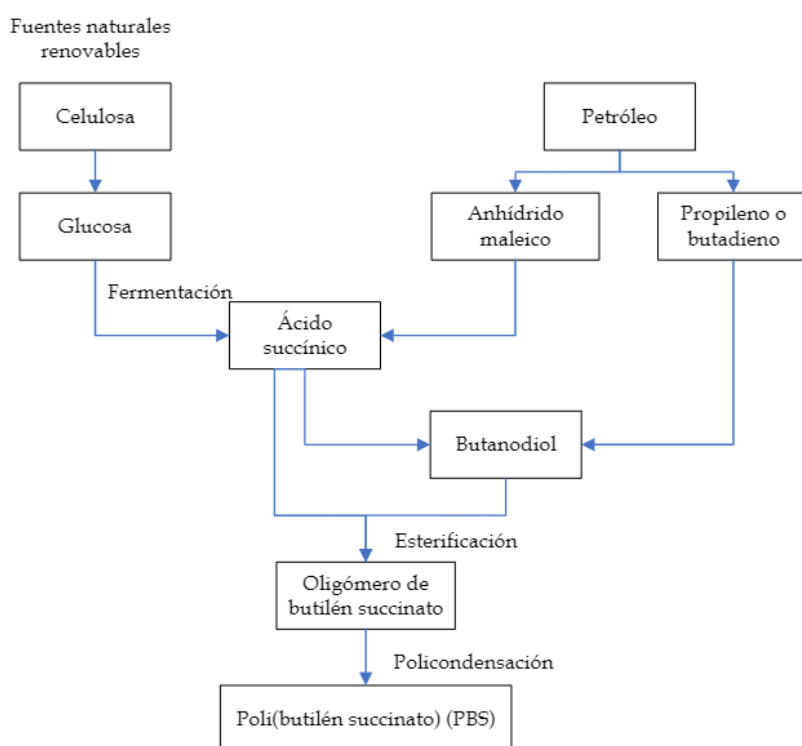 Fuentes naturales
renovables
Celulosa
Petróleo
Glucosa
Anhídrido
maleico
Propileno o
butadieno
Fermentación
Ácido
succínico
Butanodiol
Esterificación
Oligómero de
butilén succinato
Policondensación
Poli(butilén succinato) (PBS)